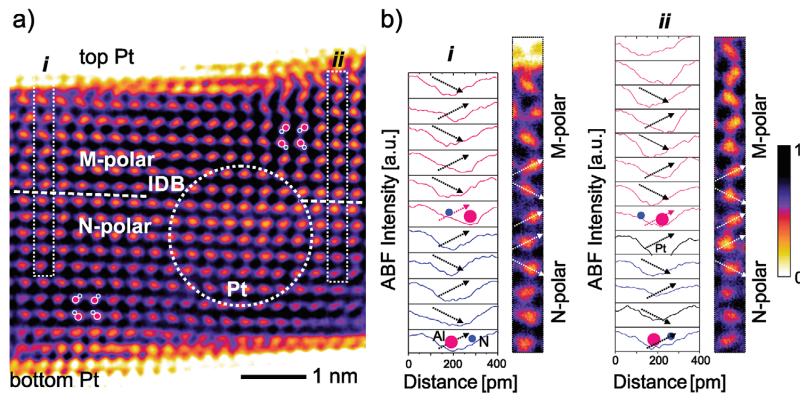 a)
top Pt
i
ii
M-polar
IDB
N-polar
Pt
bottom Pt
1 nm
b)
i
ABF Intensity [a.u.]
Al
N
0 200 400
Distance [pm]
M-polar
N-polar
ii
ABF Intensity [a.u.]
Pt
0 200 400
Distance [pm]
M-polar
N-polar
1
0